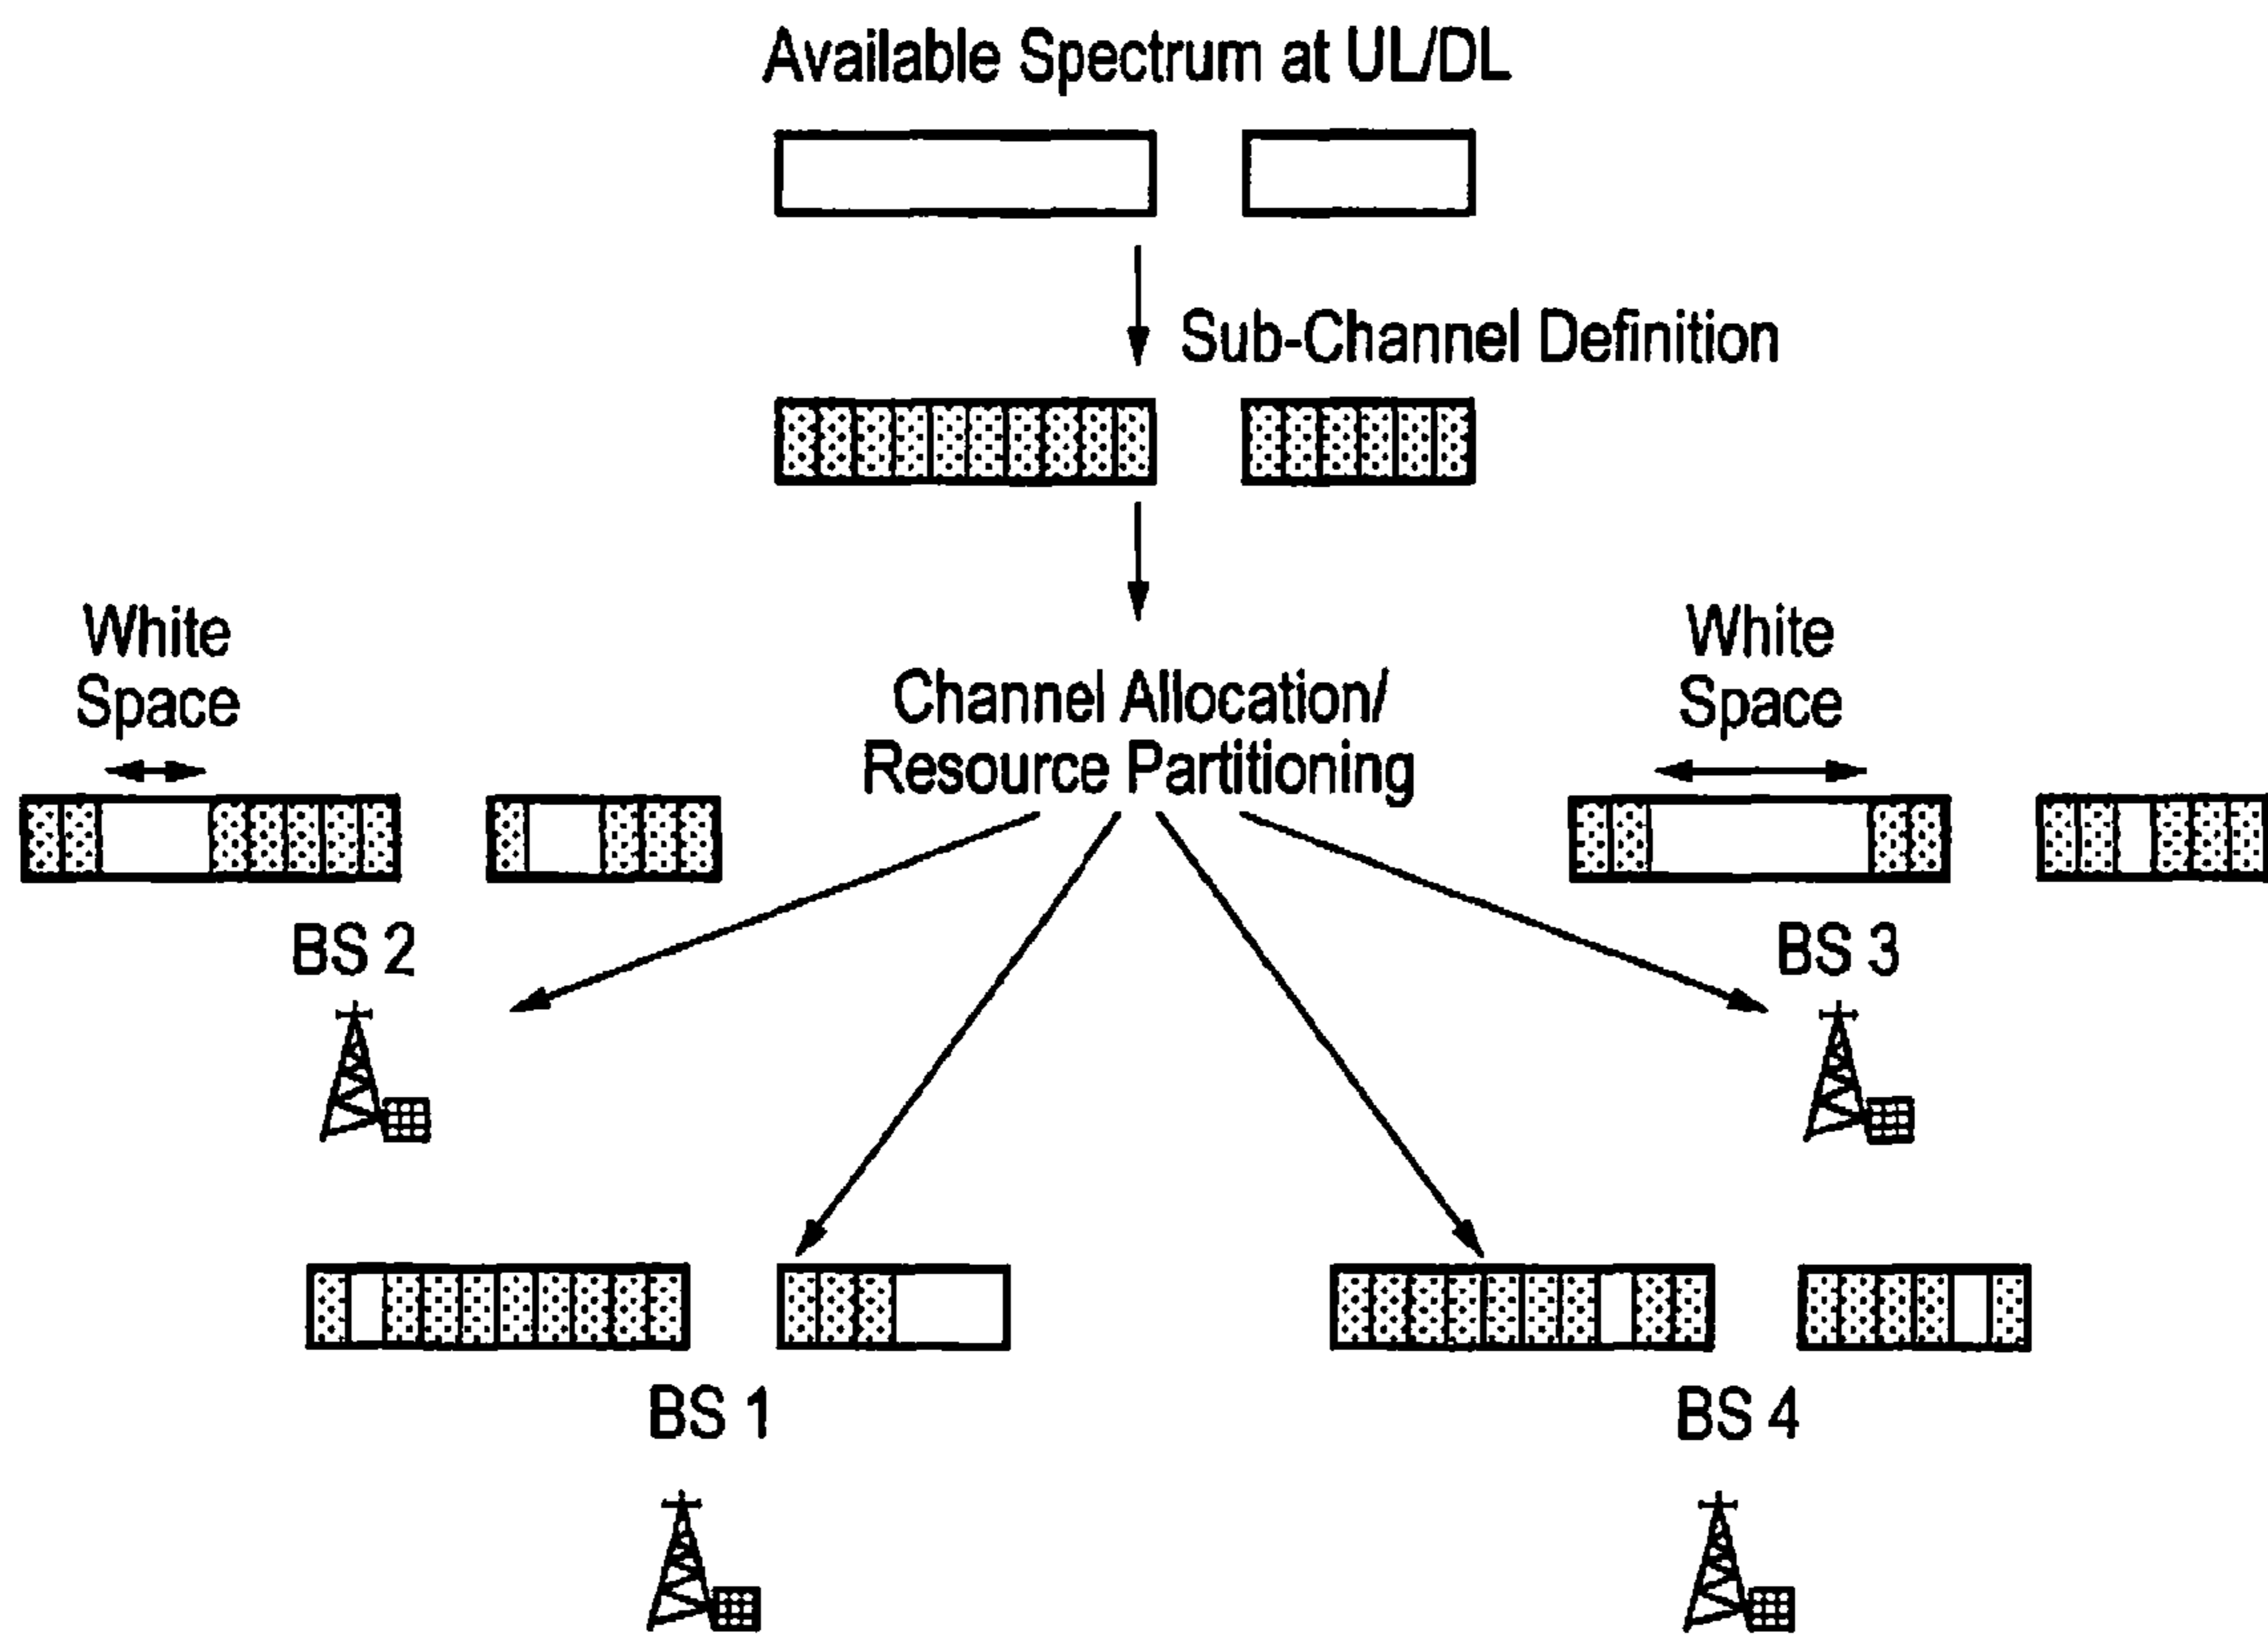 Available Spectrum at UL/DL
Sub-Channel Definition
White
Space
Channel Allocation/
Resource Partitioning
White
Space
BS 2
BS 3
BS 1
BS 4